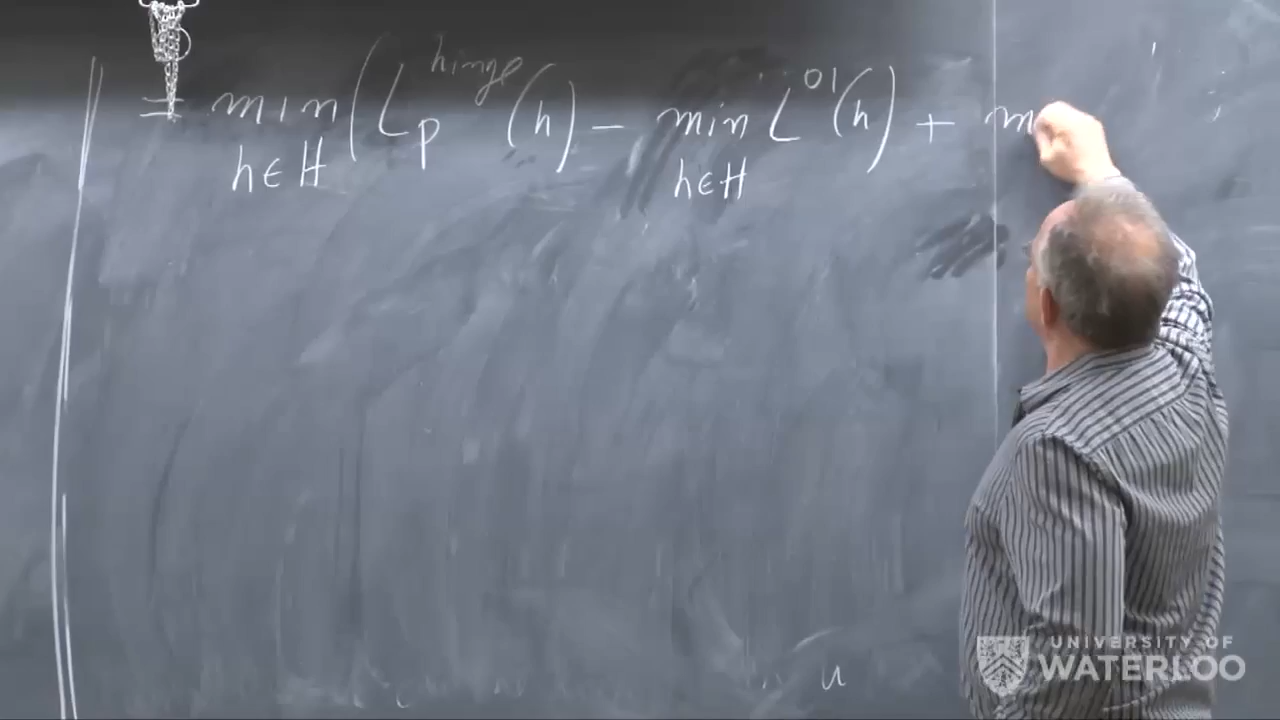 = min ( L_P^hinge (h) - min L^01 (h) ) + m
h∈H h∈H
u
UNIVERSITY OF
WATERLOO